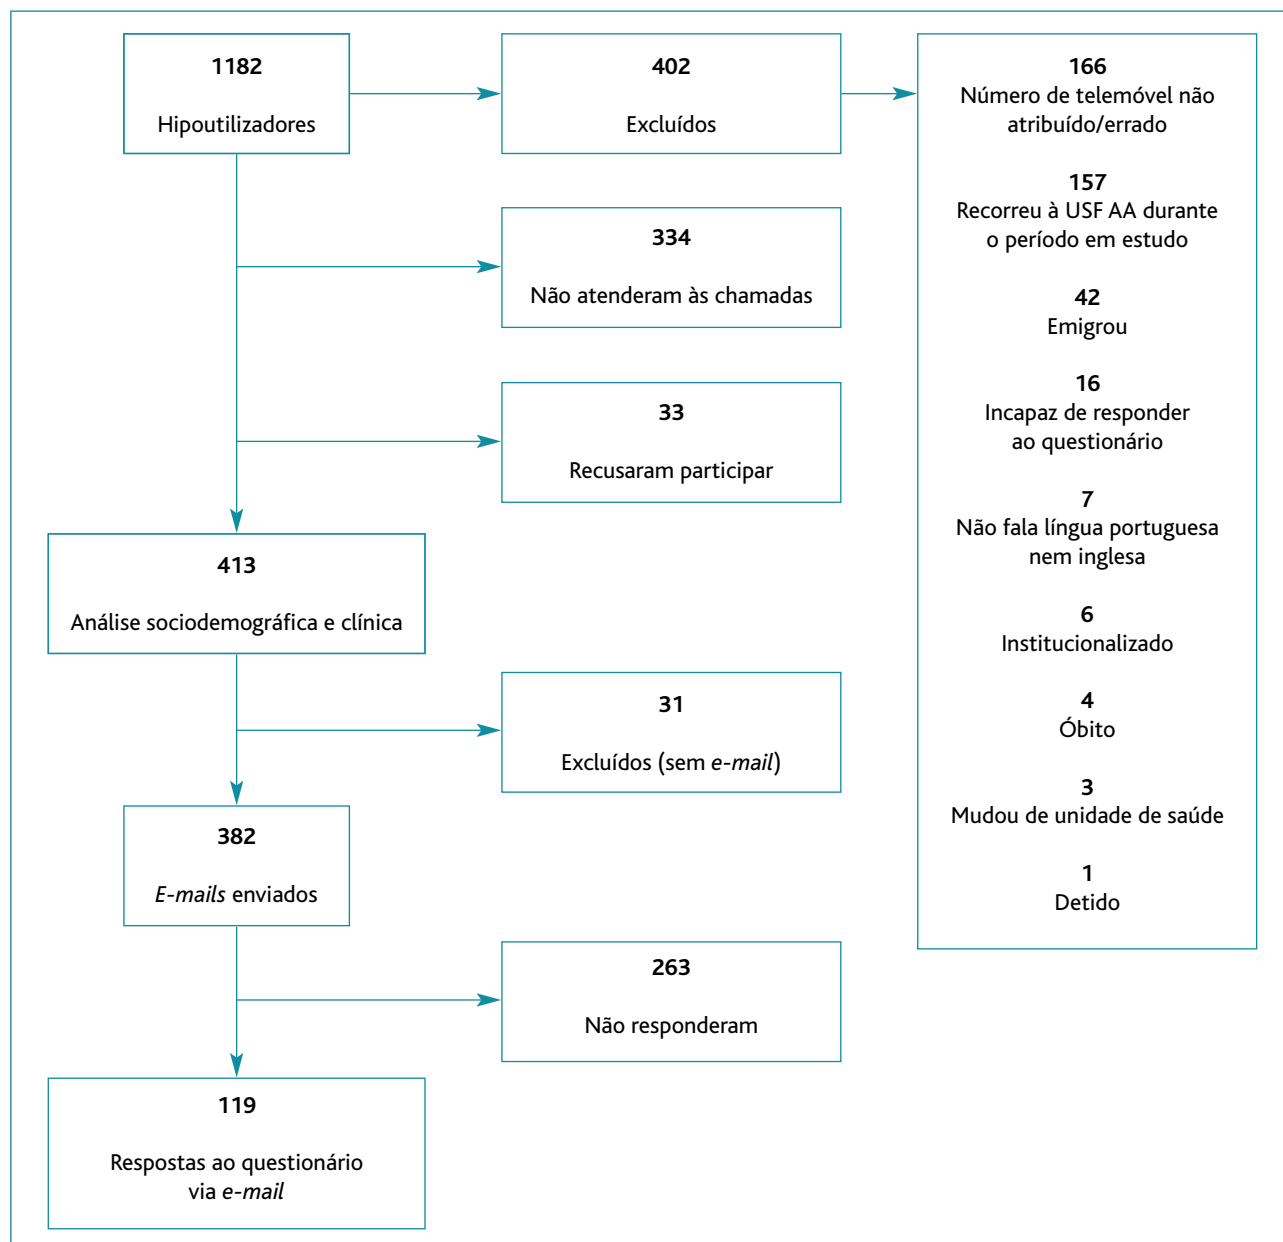 1182
Hipoutilizadores
402
Excluídos
166
Número de telemóvel não
atribuído/errado
157
Recorreu à USF AA durante
o período em estudo
42
Emigrou
16
Incapaz de responder
ao questionário
7
Não fala língua portuguesa
nem inglesa
6
Institucionalizado
4
Óbito
3
Mudou de unidade de saúde
1
Detido
334
Não atenderam às chamadas
33
Recusaram participar
413
Análise sociodemográfica e clínica
31
Excluídos (sem e-mail)
382
E-mails enviados
263
Não responderam
119
Respostas ao questionário
via e-mail